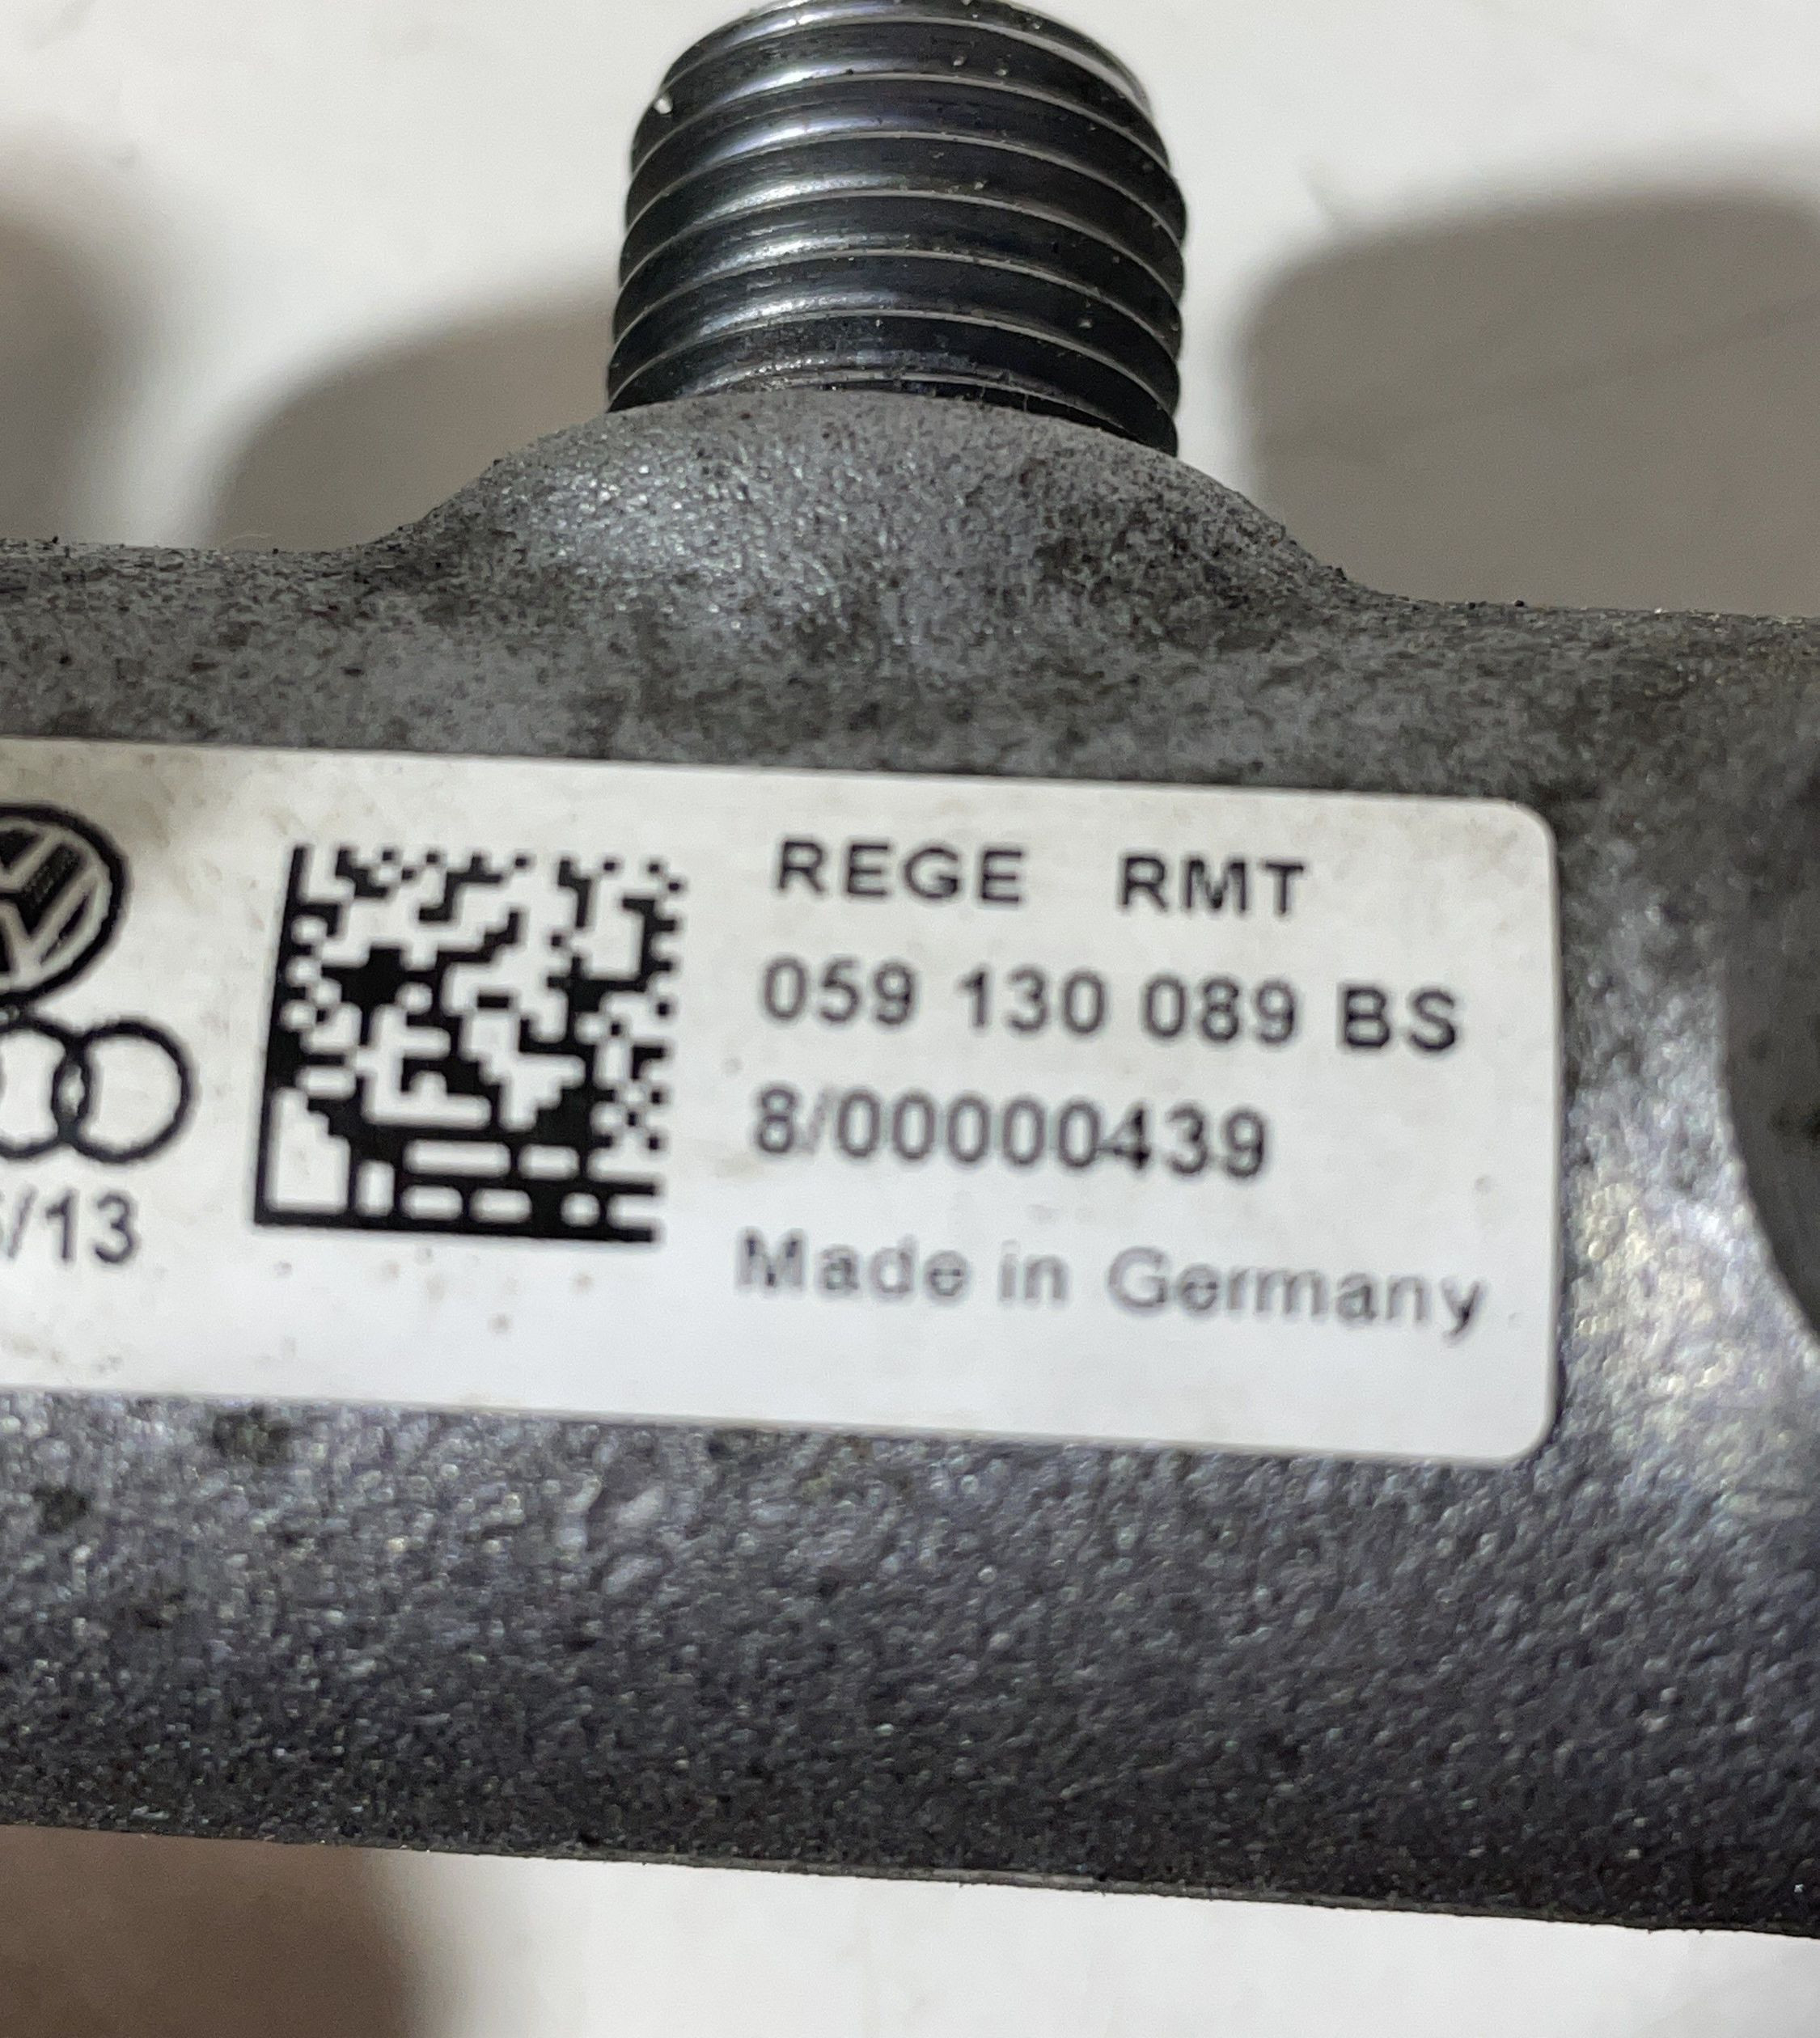 REGE RMT
059 130 089 BS
8/00000439
Made in Germany
/13